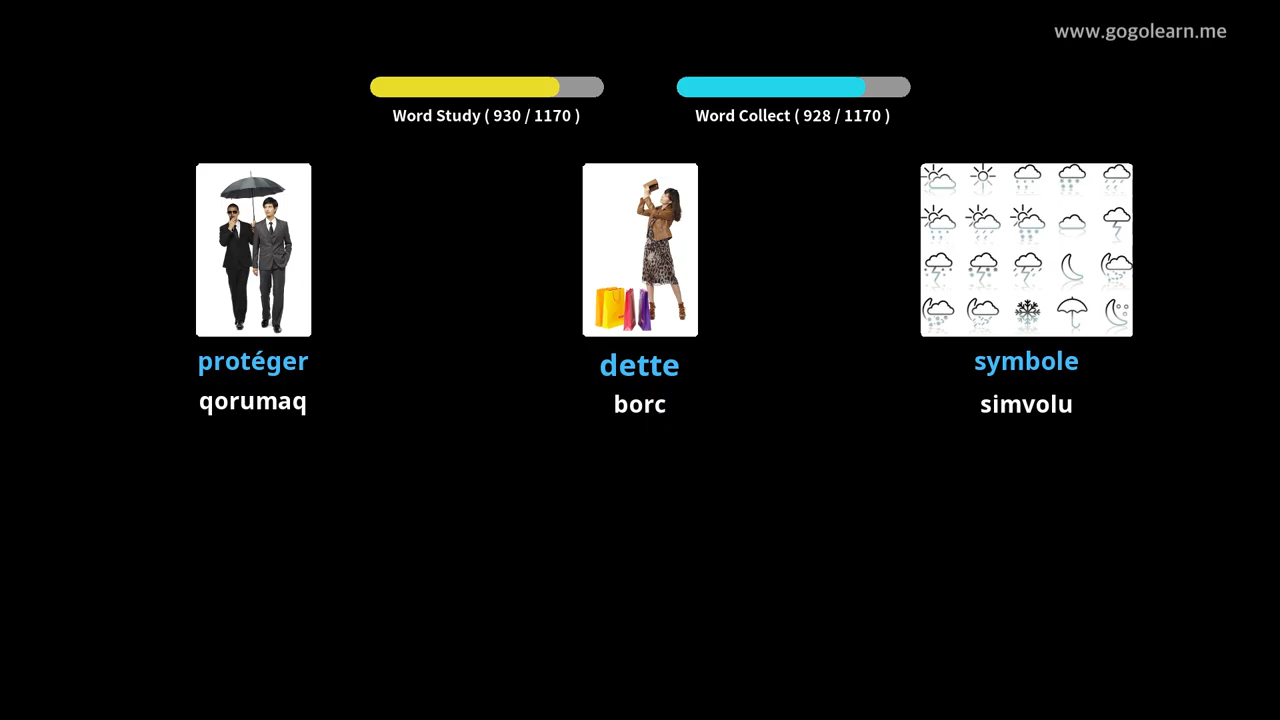 www.gogolearn.me
Word Study ( 930 / 1170 )
Word Collect ( 928 / 1170 )
protéger
qorumaq
dette
borc
symbole
simvolu